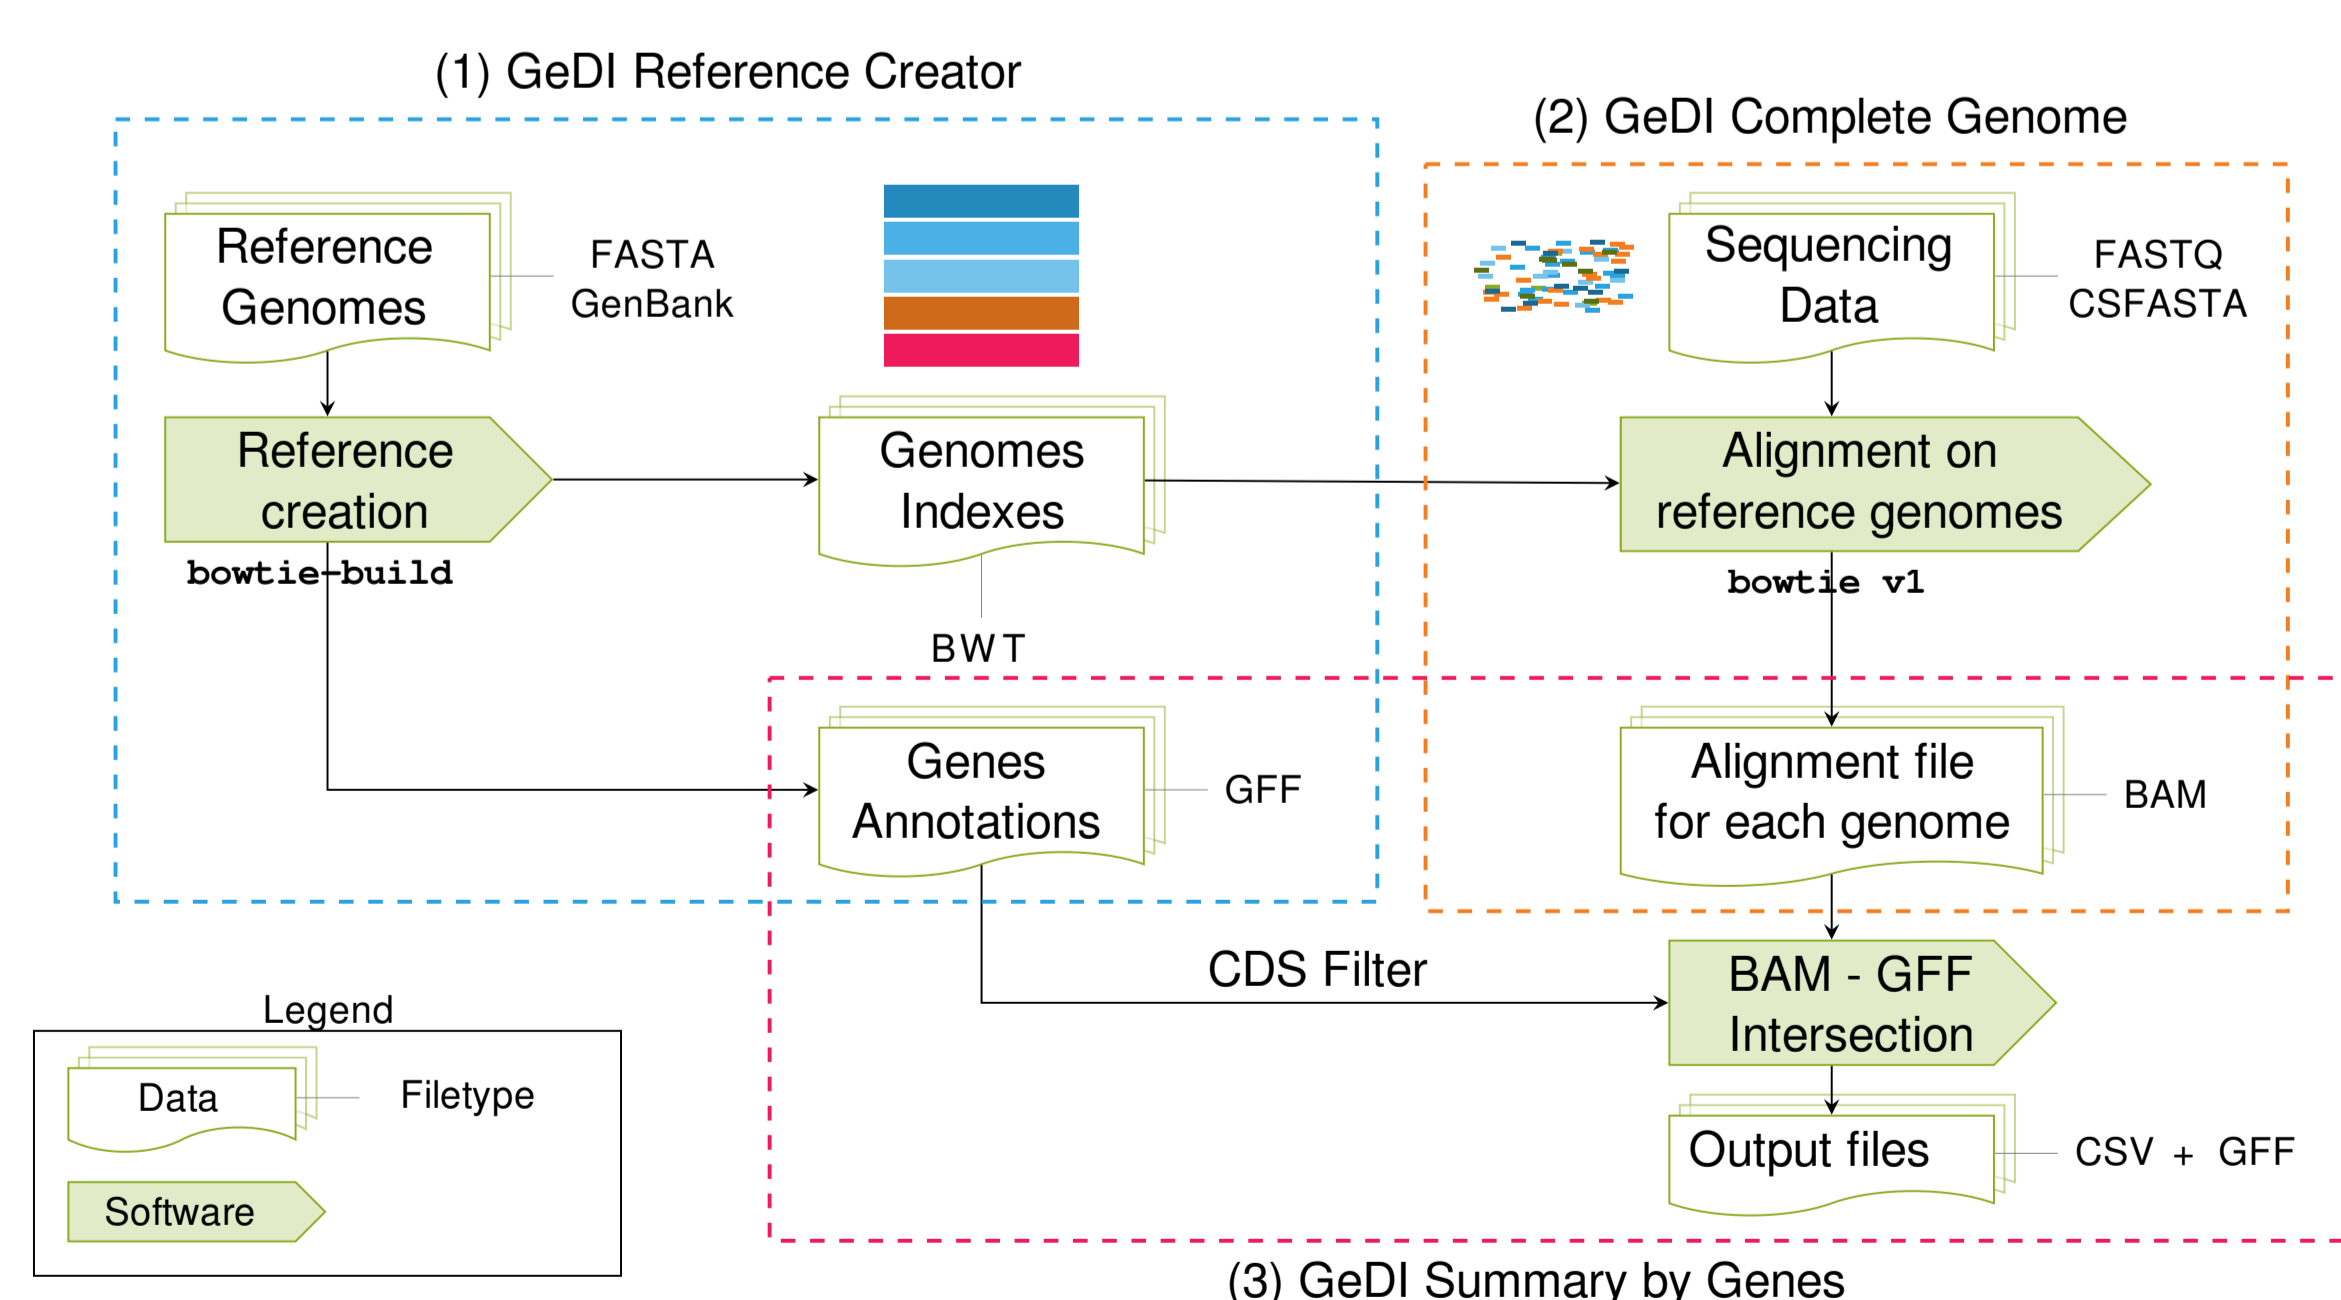 (1) GeDI Reference Creator
(2) GeDI Complete Genome
Reference
Genomes
FASTA
GenBank
Sequencing
Data
FASTQ
CSFASTA
Reference
creation
bowtie-build
Genomes
Indexes
BWT
Alignment on
reference genomes
bowtie v1
Genes
Annotations
GFF
Alignment file
for each genome
BAM
CDS Filter
BAM - GFF
Intersection
Output files
CSV + GFF
Legend
Data
Filetype
Software
(3) GeDI Summary by Genes